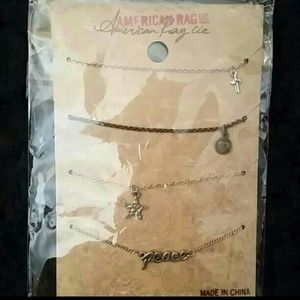 AMERICAN RAG CIE
American Rag Cie
peace
MADE IN CHINA